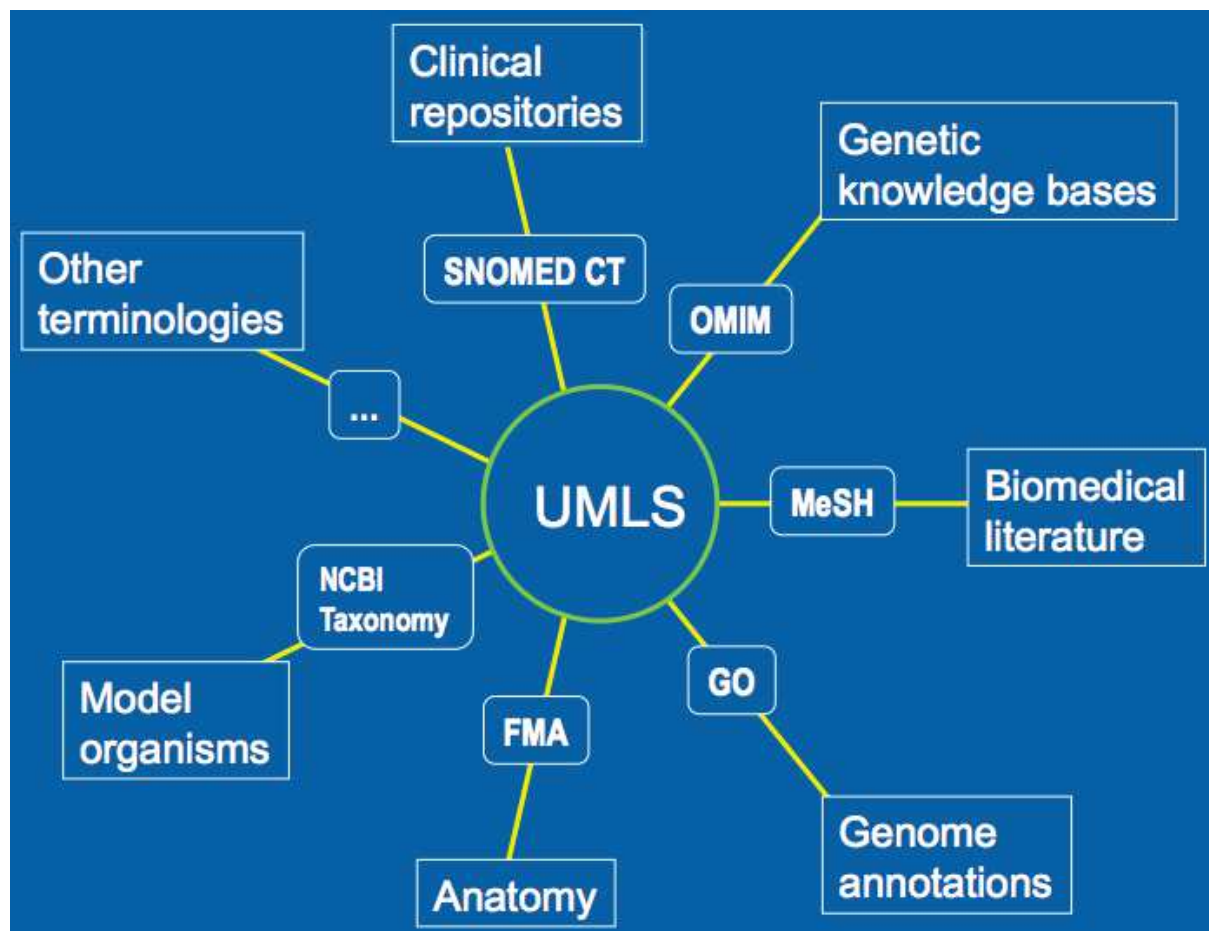 Clinical
repositories
Genetic
knowledge bases
SNOMED CT
Other
terminologies
OMIM
...
UMLS
MeSH
Biomedical
literature
NCBI
Taxonomy
GO
Model
organisms
FMA
Genome
annotations
Anatomy